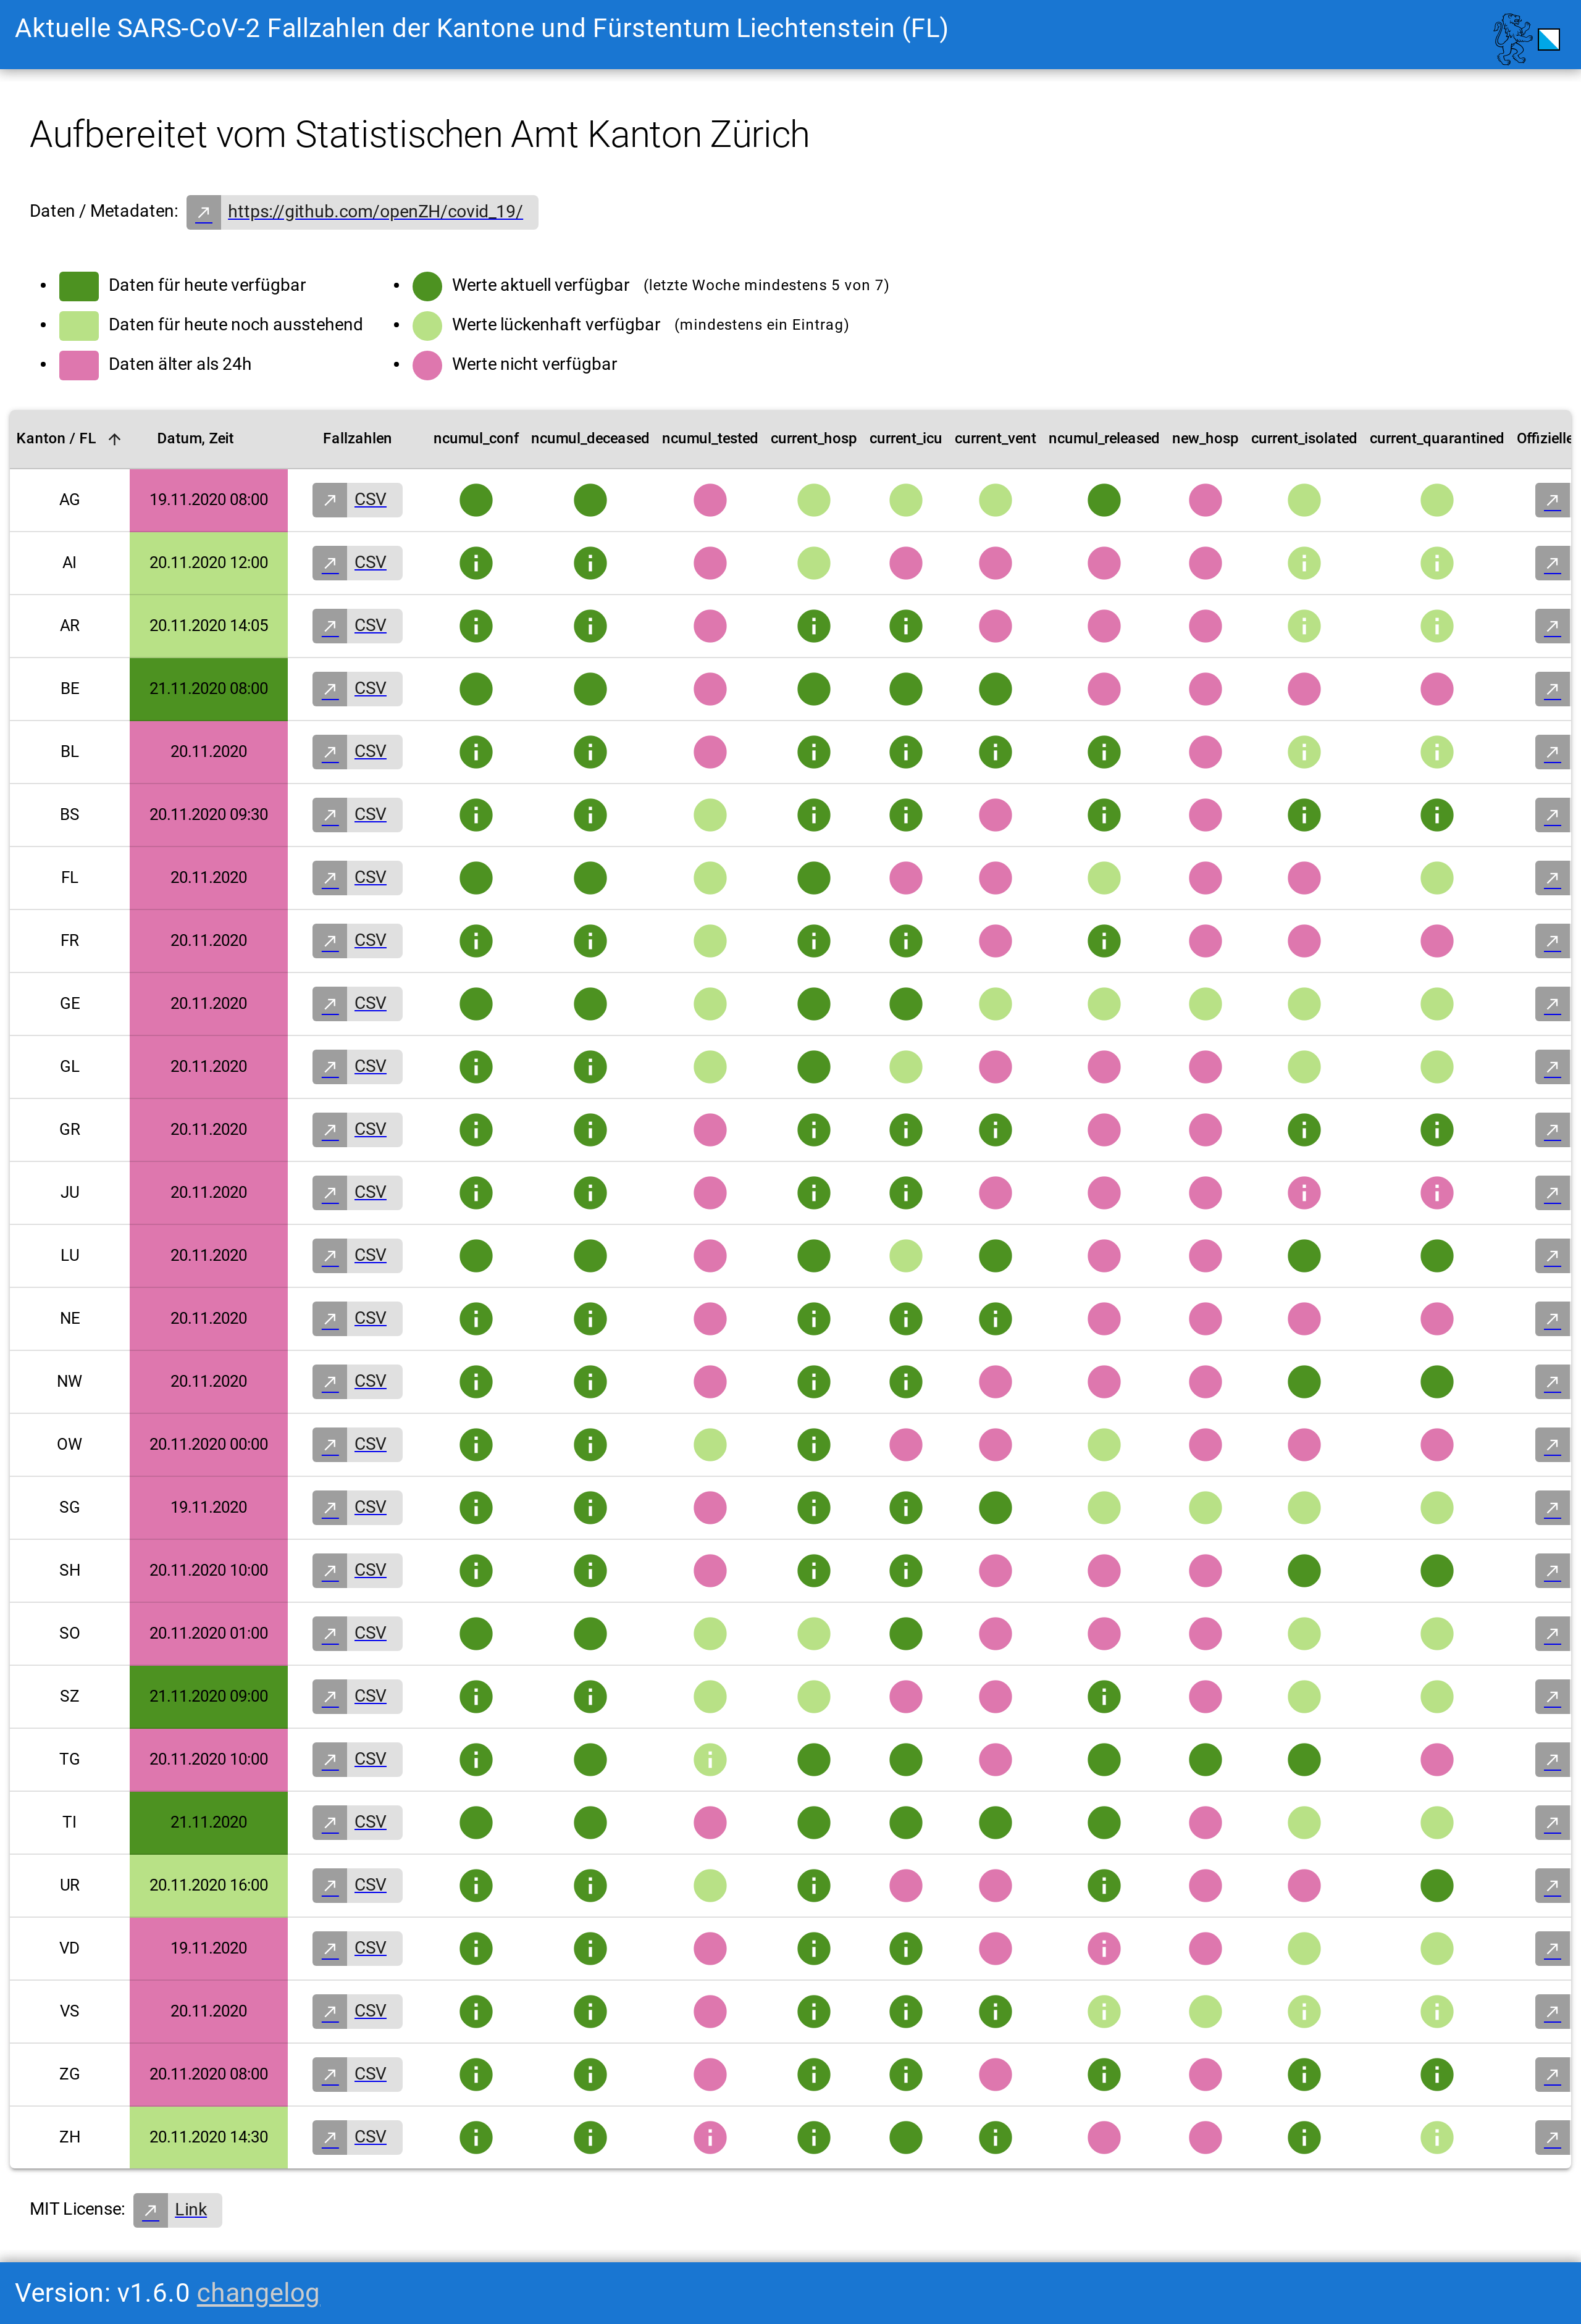 Aktuelle SARS-CoV-2 Fallzahlen der Kantone und Fürstentum Liechtenstein (FL)
Aufbereitet vom Statistischen Amt Kanton Zürich
Daten / Metadaten: https://github.com/openZH/covid_19/
Daten für heute verfügbar
Daten für heute noch ausstehend
Daten älter als 24h
Werte aktuell verfügbar (letzte Woche mindestens 5 von 7)
Werte lückenhaft verfügbar (mindestens ein Eintrag)
Werte nicht verfügbar
Kanton / FL Datum, Zeit Fallzahlen ncumul_conf ncumul_deceased ncumul_tested current_hosp current_icu current_vent ncumul_released new_hosp current_isolated current_quarantined Offizielle
AG 19.11.2020 08:00 CSV
AI 20.11.2020 12:00 CSV
AR 20.11.2020 14:05 CSV
BE 21.11.2020 08:00 CSV
BL 20.11.2020 CSV
BS 20.11.2020 09:30 CSV
FL 20.11.2020 CSV
FR 20.11.2020 CSV
GE 20.11.2020 CSV
GL 20.11.2020 CSV
GR 20.11.2020 CSV
JU 20.11.2020 CSV
LU 20.11.2020 CSV
NE 20.11.2020 CSV
NW 20.11.2020 CSV
OW 20.11.2020 00:00 CSV
SG 19.11.2020 CSV
SH 20.11.2020 10:00 CSV
SO 20.11.2020 01:00 CSV
SZ 21.11.2020 09:00 CSV
TG 20.11.2020 10:00 CSV
TI 21.11.2020 CSV
UR 20.11.2020 16:00 CSV
VD 19.11.2020 CSV
VS 20.11.2020 CSV
ZG 20.11.2020 08:00 CSV
ZH 20.11.2020 14:30 CSV
MIT License: Link
Version: v1.6.0 changelog